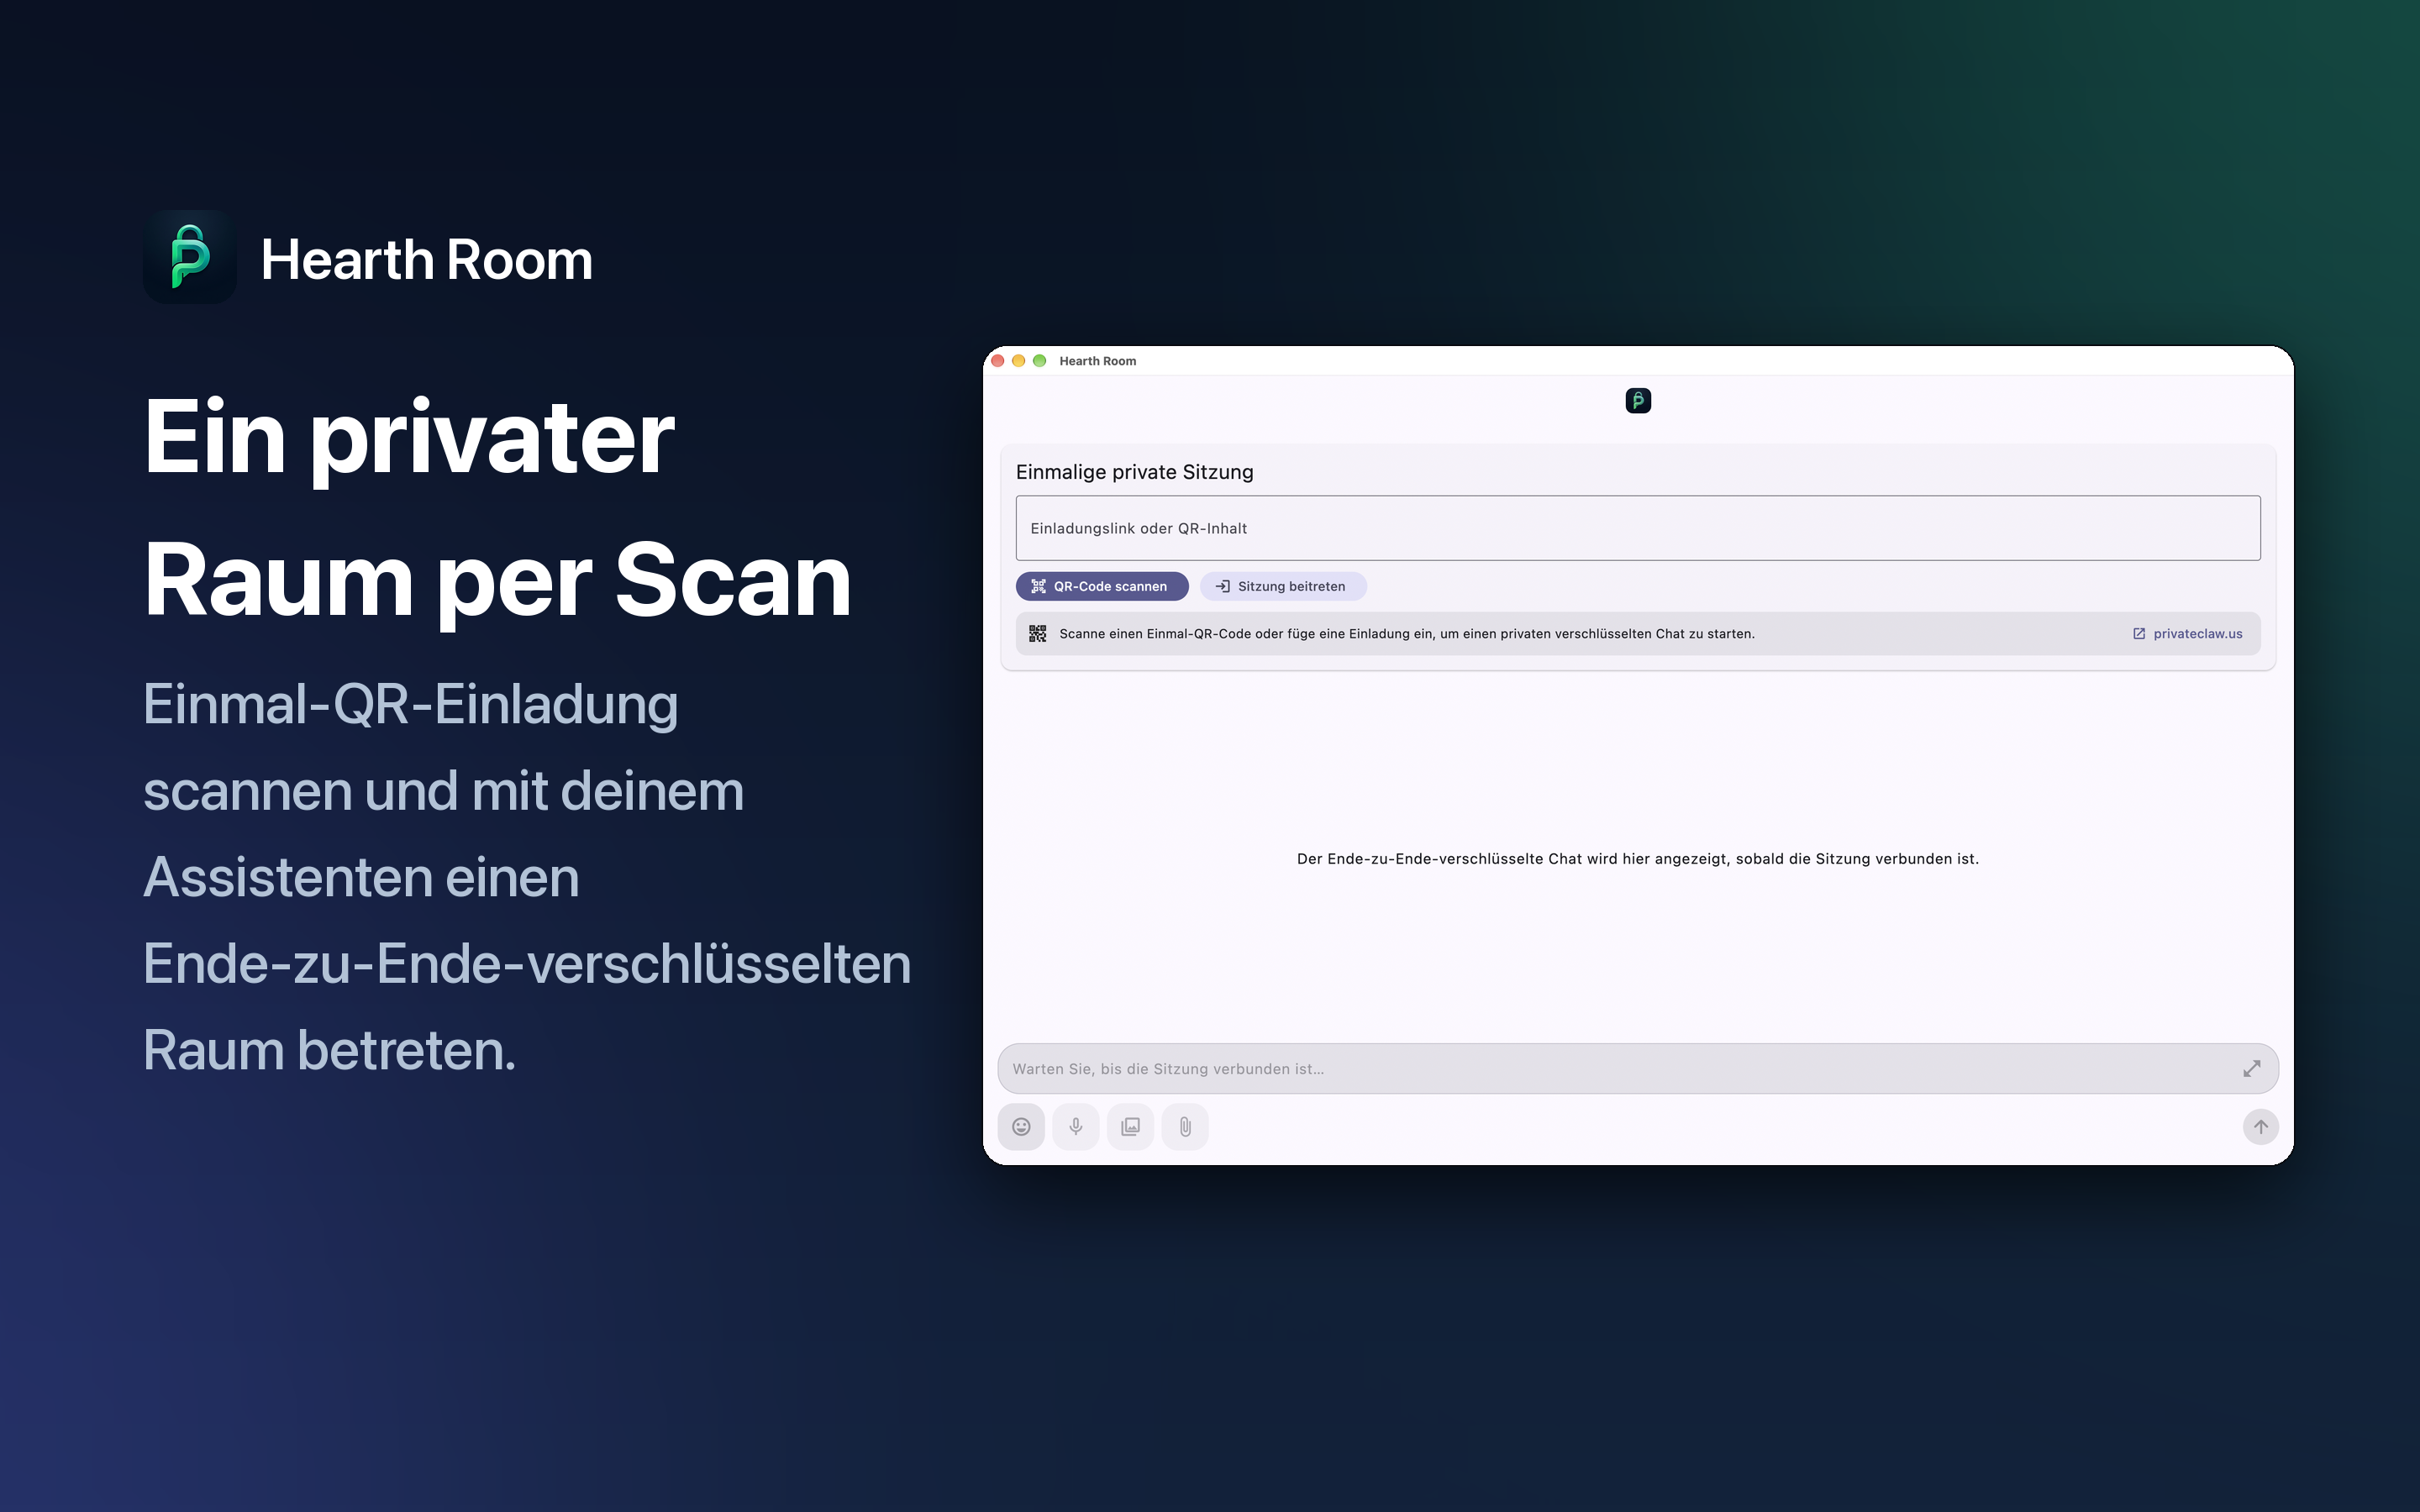 Hearth Room
Ein privater
Raum per Scan
Einmal-QR-Einladung
scannen und mit deinem
Assistenten einen
Ende-zu-Ende-verschlüsselten
Raum betreten.
Hearth Room
Einmalige private Sitzung
Einladungslink oder QR-Inhalt
QR-Code scannen
Sitzung beitreten
Scanne einen Einmal-QR-Code oder füge eine Einladung ein, um einen privaten verschlüsselten Chat zu starten.
privateclaw.us
Der Ende-zu-Ende-verschlüsselte Chat wird hier angezeigt, sobald die Sitzung verbunden ist.
Warten Sie, bis die Sitzung verbunden ist…